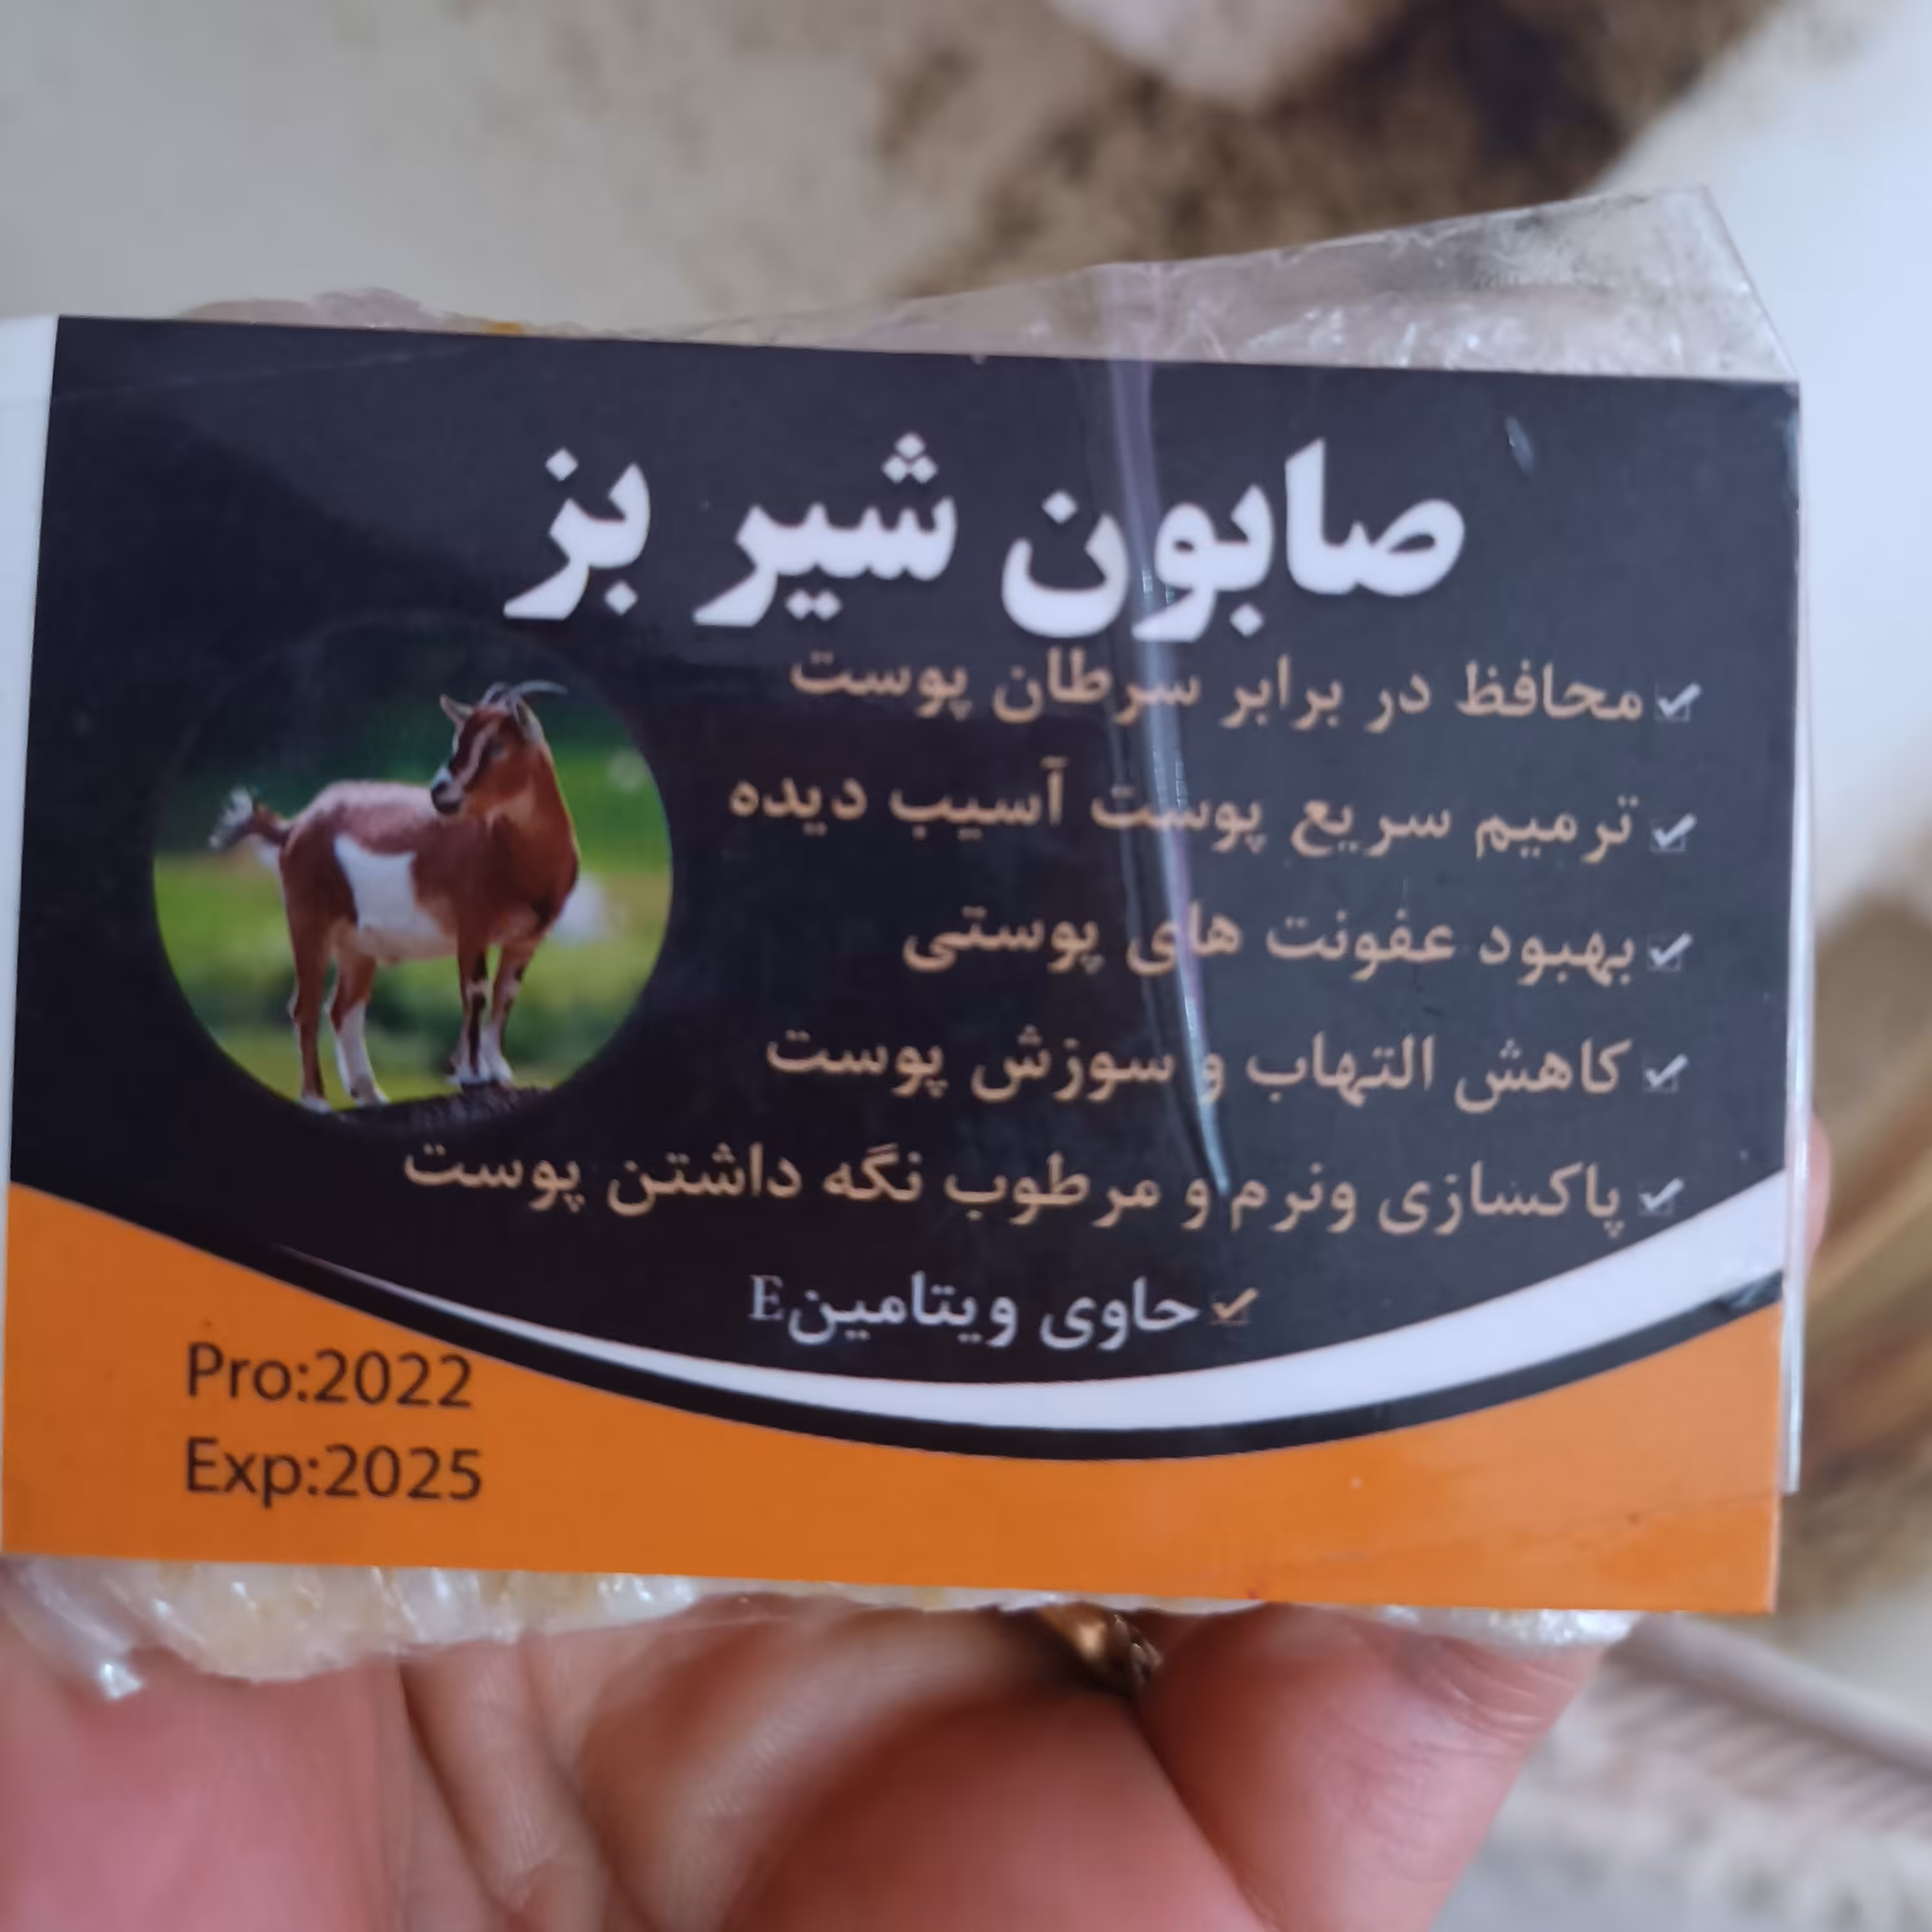 صابون شیر بز
محافظ در برابر سرطان پوست
ترمیم سریع پوست آسیب دیده
بهبود عفونت های پوستی
کاهش التهاب و سوزش پوست
پاکسازی ونرم و مرطوب نگه داشتن پوست
حاوی ویتامینE
Pro:2022
Exp:2025